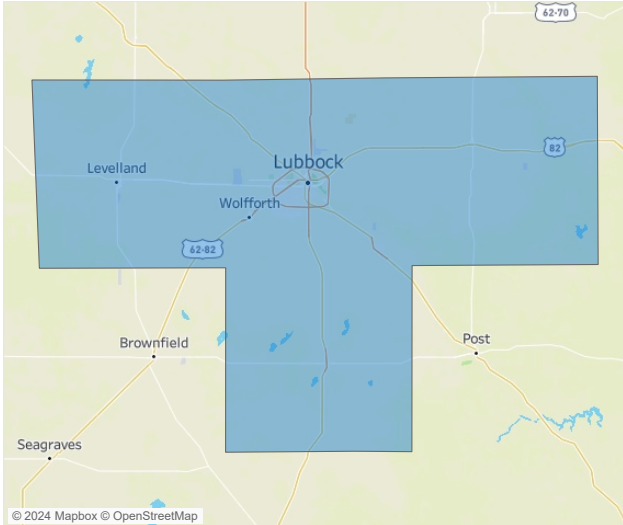 62-70
82
Lubbock
Levelland
Wolfforth
62-82
Brownfield
Post
Seagraves
© 2024 Mapbox © OpenStreetMap